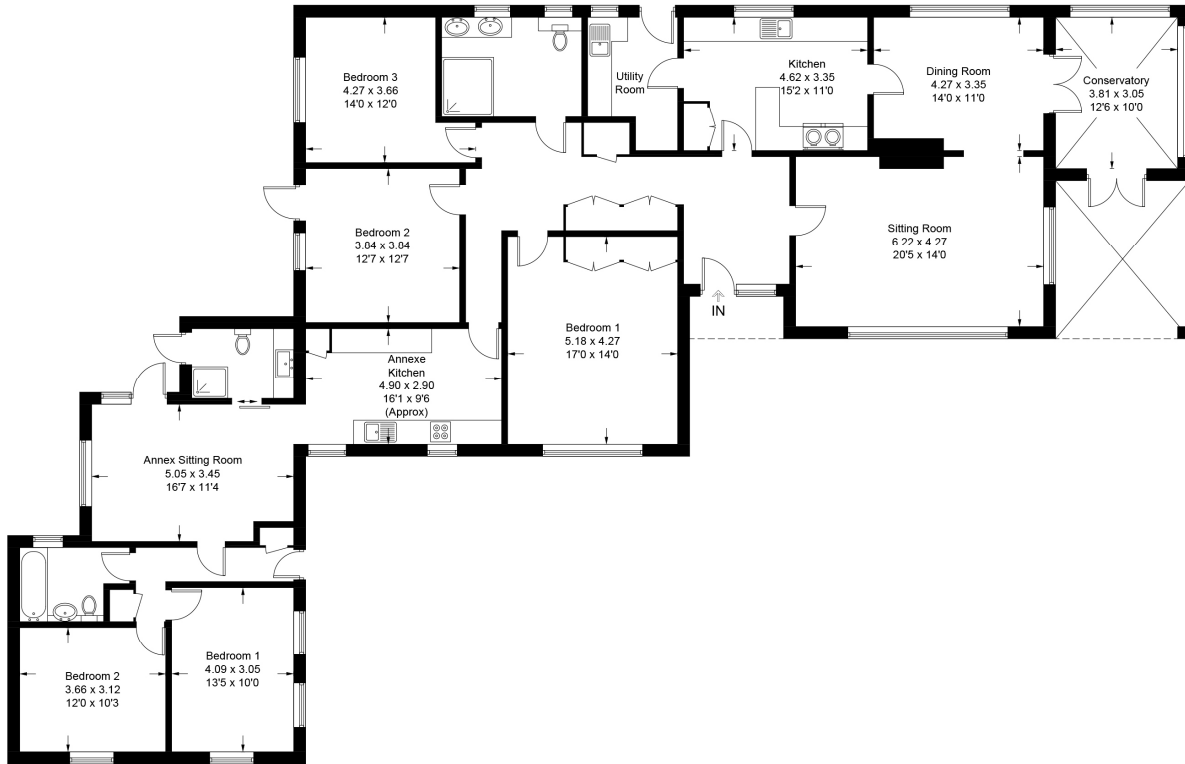 Bedroom 3
4.27 x 3.66
14'0 x 12'0
Utility
Room
Kitchen
4.62 x 3.35
15'2 x 11'0
Dining Room
4.27 x 3.35
14'0 x 11'0
Conservatory
3.81 x 3.05
12'6 x 10'0
Bedroom 2
3.04 x 3.04
12'7 x 12'7
Sitting Room
6.22 x 4.27
20'5 x 14'0
IN
Bedroom 1
5.18 x 4.27
17'0 x 14'0
Annexe
Kitchen
4.90 x 2.90
16'1 x 9'6
(Approx)
Annex Sitting Room
5.05 x 3.45
16'7 x 11'4
Bedroom 1
4.09 x 3.05
13'5 x 10'0
Bedroom 2
3.66 x 3.12
12'0 x 10'3